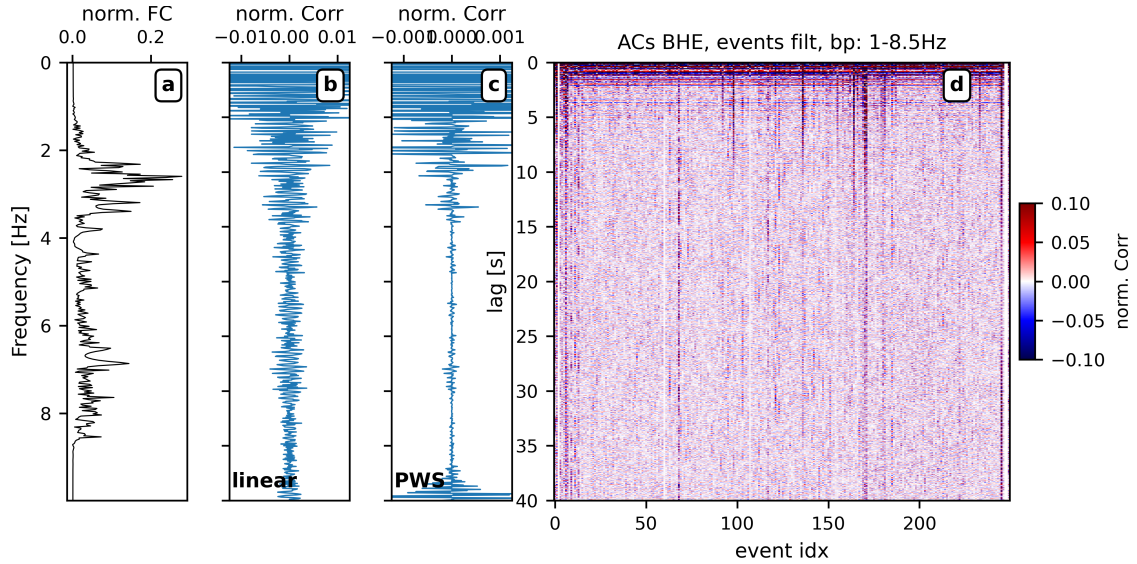 norm. FC
0.0 0.2
a
Frequency [Hz]
0
2
4
6
8
norm. Corr
−0.01 0.00 0.01
b
linear
norm. Corr
−0.001 0.000 0.001
c
PWS
ACs BHE, events filt, bp: 1-8.5Hz
d
lag [s]
0
5
10
15
20
25
30
35
40
0 50 100 150 200
event idx
0.10
0.05
0.00
−0.05
−0.10
norm. Corr